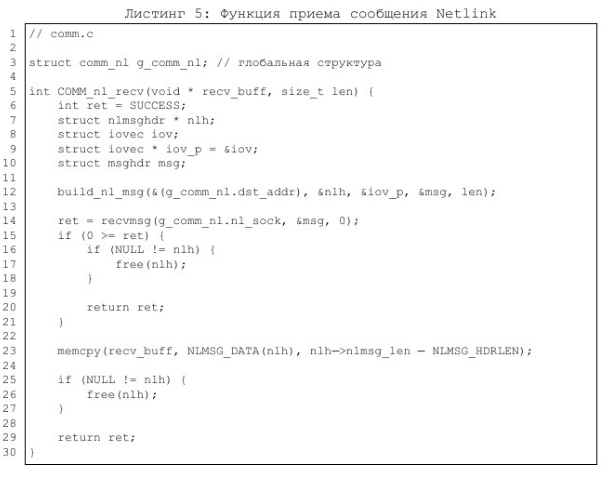 Листинг 5: Функция приема сообщения Netlink
1 // comm.c
2
3 struct comm_nl g_comm_nl; // глобальная структура
4
5 int COMM_nl_recv(void * recv_buff, size_t len) {
6     int ret = SUCCESS;
7     struct nlmsghdr * nlh;
8     struct iovec iov;
9     struct iovec * iov_p = &iov;
10     struct msghdr msg;
11
12     build_nl_msg(&(g_comm_nl.dst_addr), &nlh, &iov_p, &msg, len);
13
14     ret = recvmsg(g_comm_nl.nl_sock, &msg, 0);
15     if (0 >= ret) {
16         if (NULL != nlh) {
17             free(nlh);
18         }
19
20         return ret;
21     }
22
23     memcpy(recv_buff, NLMSG_DATA(nlh), nlh—>nlmsg_len — NLMSG_HDRLEN);
24
25     if (NULL != nlh) {
26         free(nlh);
27     }
28
29     return ret;
30 }